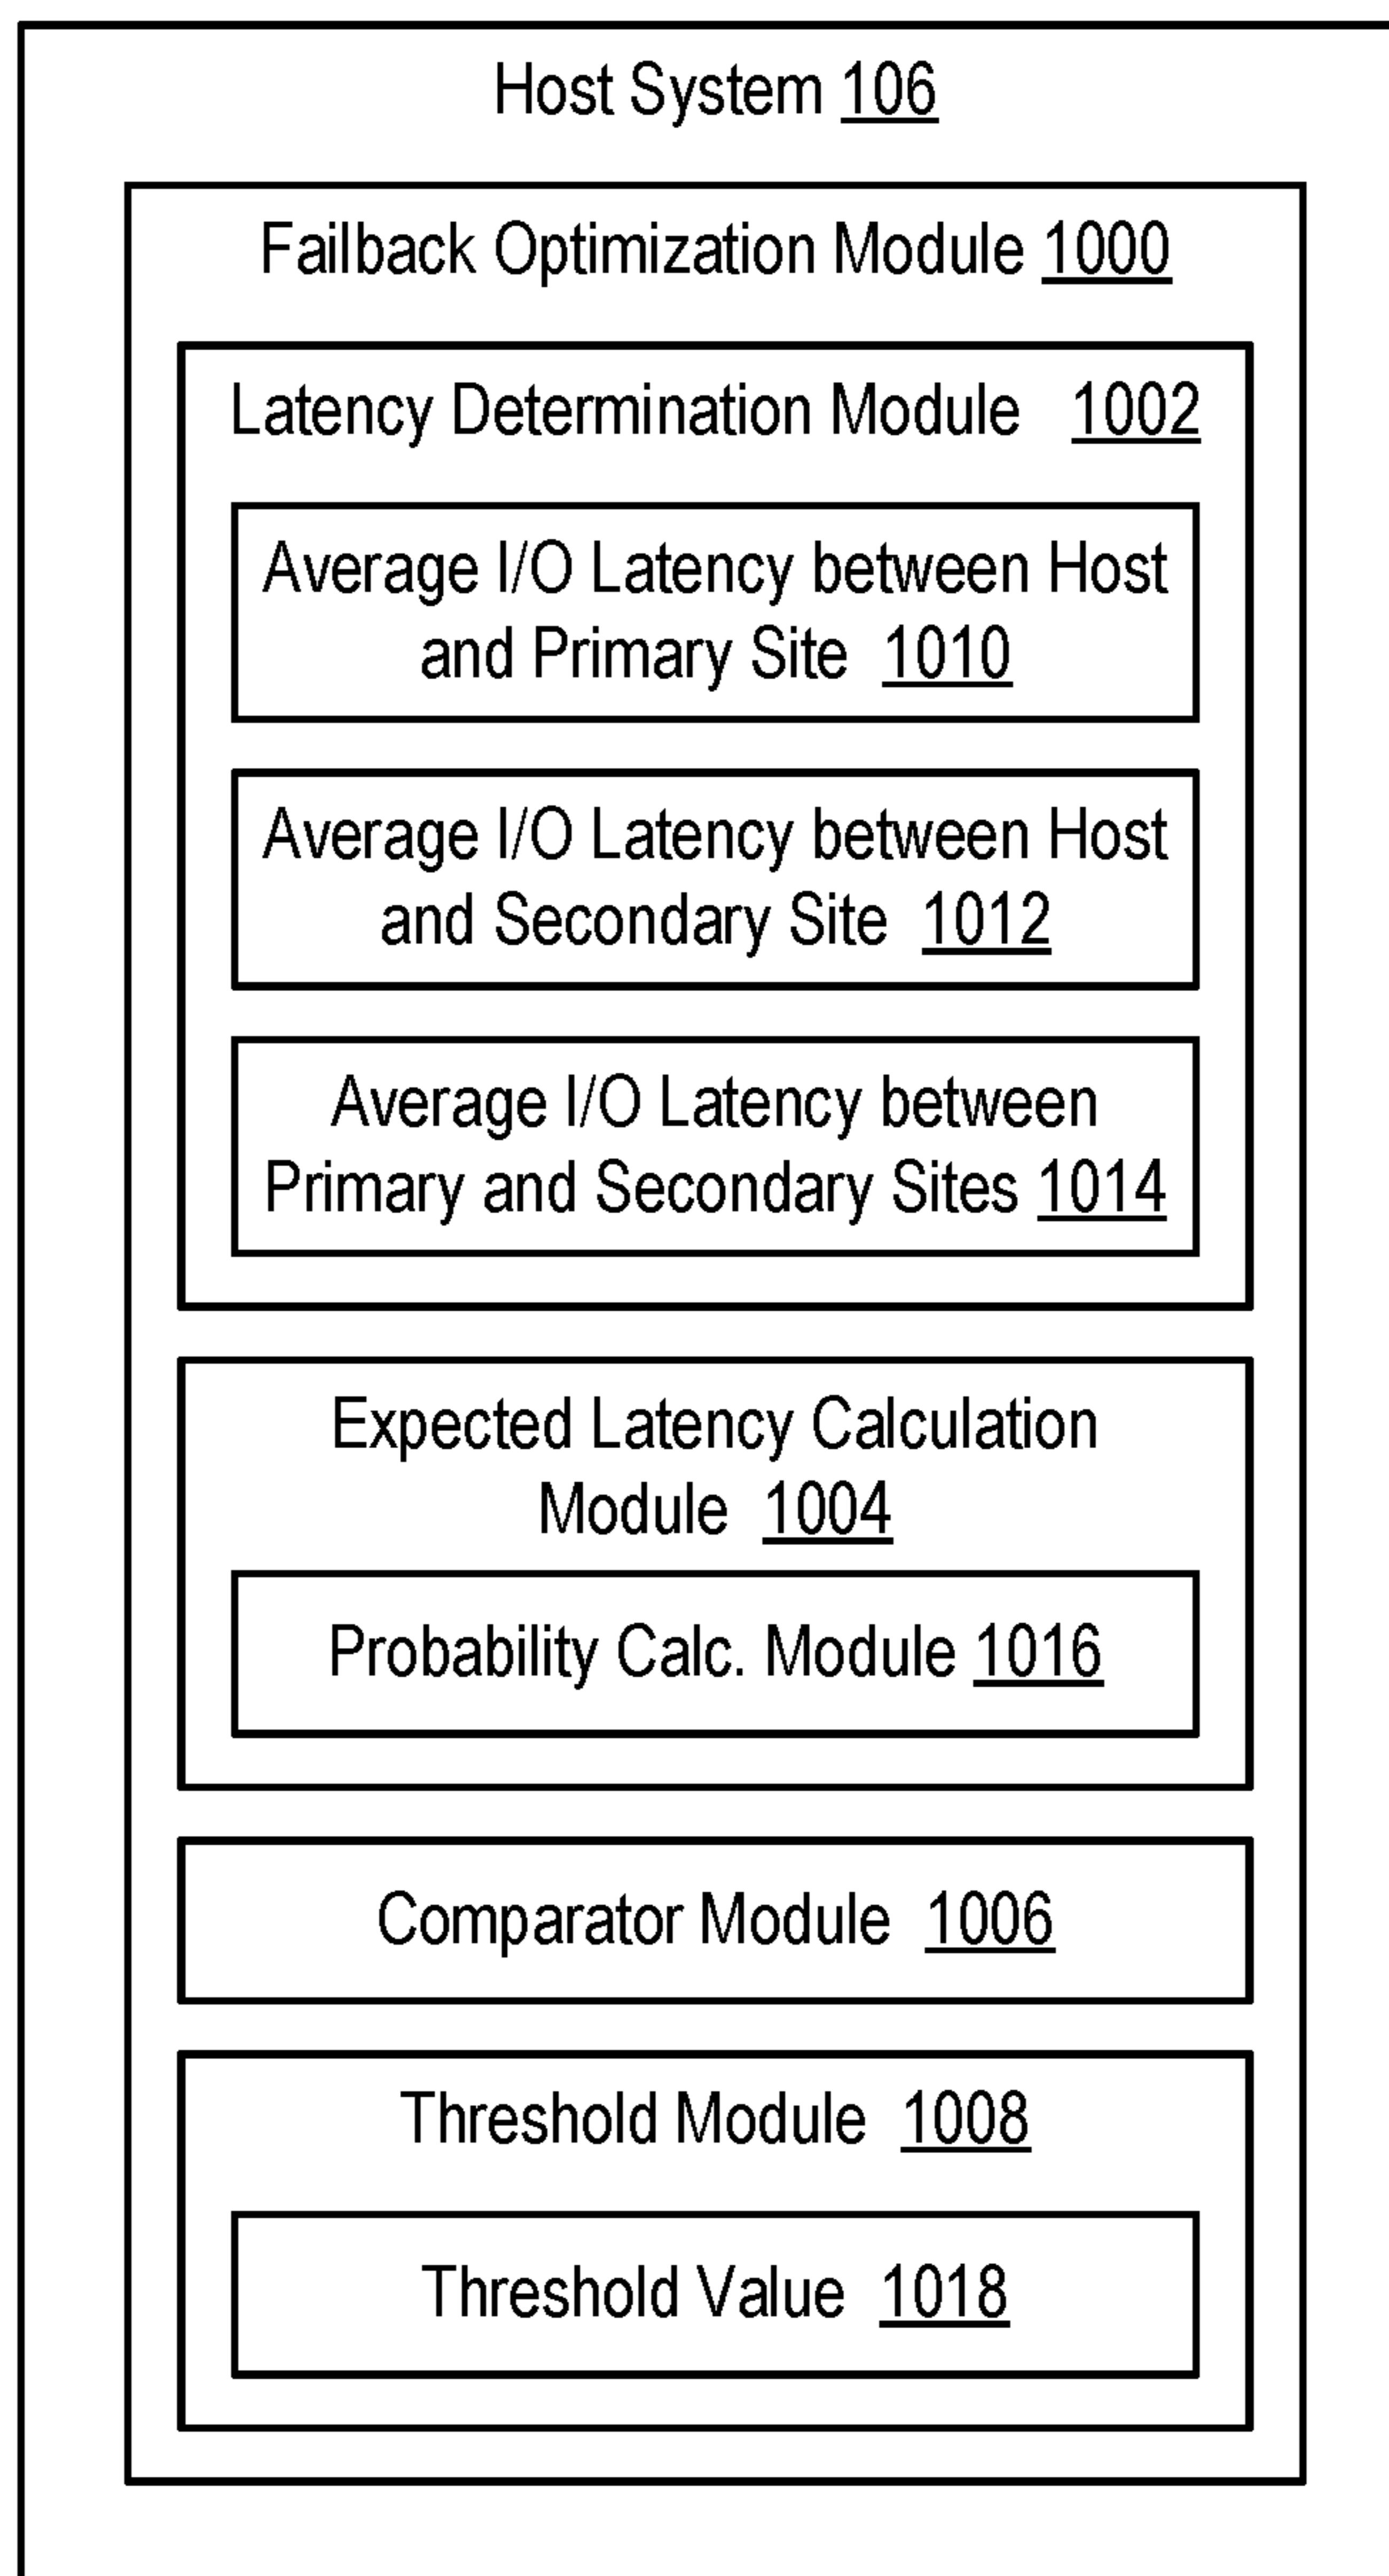 Host System 106
Failback Optimization Module 1000
Latency Determination Module 1002
Average I/O Latency between Host
and Primary Site 1010
Average I/O Latency between Host
and Secondary Site 1012
Average I/O Latency between
Primary and Secondary Sites 1014
Expected Latency Calculation
Module 1004
Probability Calc. Module 1016
Comparator Module 1006
Threshold Module 1008
Threshold Value 1018